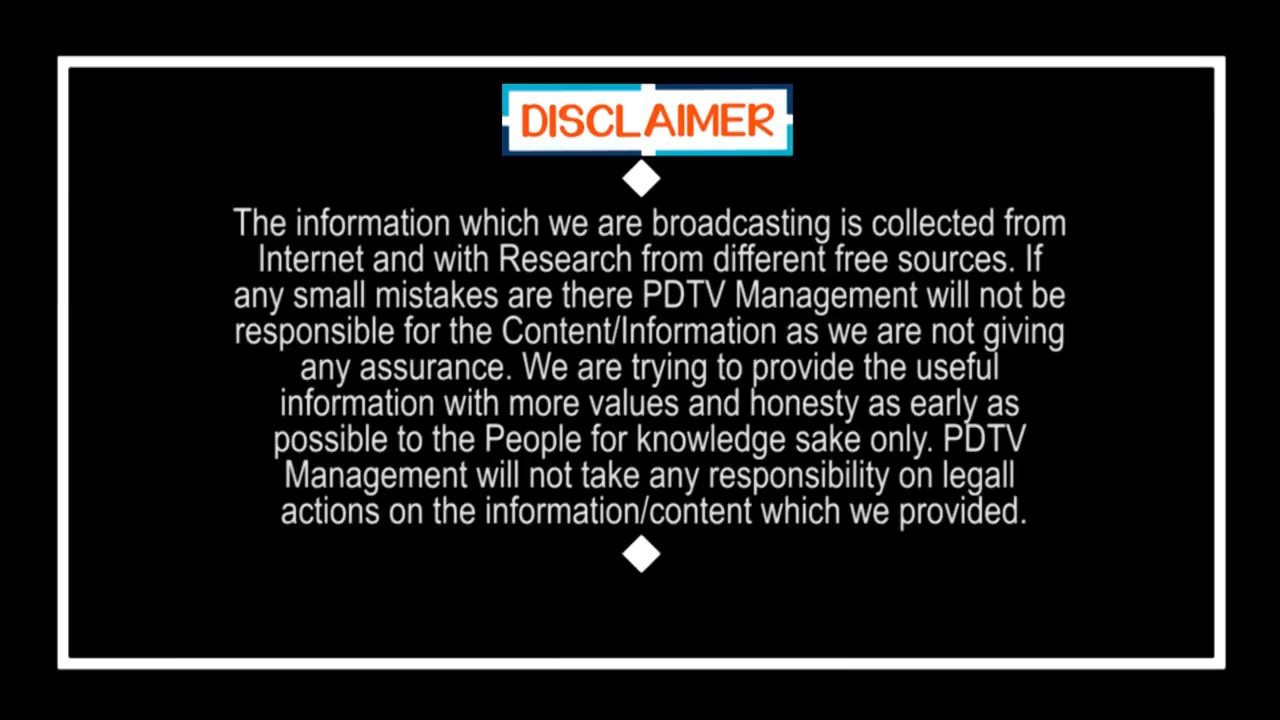 DISCLAIMER
The information which we are broadcasting is collected from
Internet and with Research from different free sources. If
any small mistakes are there PDTV Management will not be
responsible for the Content/Information as we are not giving
any assurance. We are trying to provide the useful
information with more values and honesty as early as
possible to the People for knowledge sake only. PDTV
Management will not take any responsibility on legall
actions on the information/content which we provided.